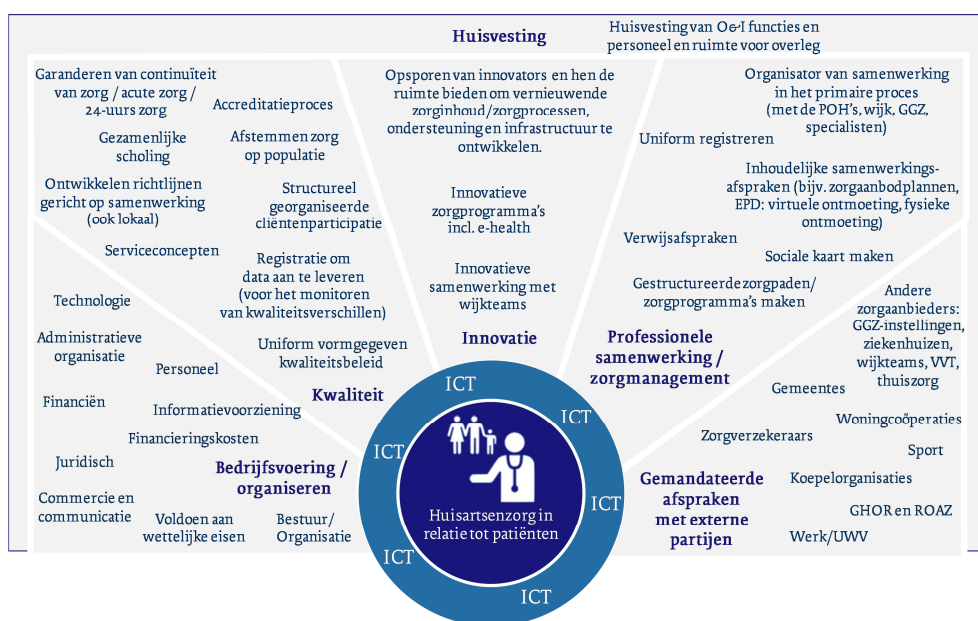 Huisvesting
Huisvesting van O&I functies en
personeel en ruimte voor overleg
Garanderen van continuïteit
van zorg / acute zorg /
24-uurs zorg
Accreditatieproces
Gezamenlijke
scholing
Afstemmen zorg
op populatie
Ontwikkelen richtlijnen
gericht op samenwerking
(ook lokaal)
Structureel
georganiseerde
cliëntenparticipatie
Serviceconcepten
Registratie om
data aan te leveren
(voor het monitoren
van kwaliteitsverschillen)
Uniform vormgegeven
kwaliteitsbeleid
Kwaliteit
Opsporen van innovators en hen de
ruimte bieden om vernieuwende
zorginhoud/zorgprocessen,
ondersteuning en infrastructuur te
ontwikkelen.
Innovatieve
zorgprogramma's
incl. e-health
Innovatieve
samenwerking met
wijkteams
Innovatie
Organisator van samenwerking
in het primaire proces
(met de POH's, wijk, GGZ,
specialisten)
Uniform registreren
Inhoudelijke samenwerkings-
afspraken (bijv. zorgaanbodplannen,
EPD: virtuele ontmoeting, fysieke
ontmoeting)
Verwijsafspraken
Sociale kaart maken
Gestructureerde zorgpaden/
zorgprogramma's maken
Professionele
samenwerking /
zorgmanagement
Technologie
Administratieve
organisatie
Personeel
Financiën
Informatievoorziening
Financieringskosten
Juridisch
Bedrijfsvoering /
organiseren
Commercie en
communicatie
Voldoen aan
wettelijke eisen
Bestuur/
Organisatie
Andere
zorgaanbieders:
GGZ-instellingen,
ziekenhuizen,
wijkteams, VVT,
thuiszorg
Gemeentes
Woningcoöperaties
Zorgverzekeraars
Sport
Gemandateerde
afspraken
met externe
partijen
Koepelorganisaties
GHOR en ROAZ
Werk/UWV
ICT
ICT
ICT
ICT
ICT
ICT
Huisartsenzorg in
relatie tot patiënten